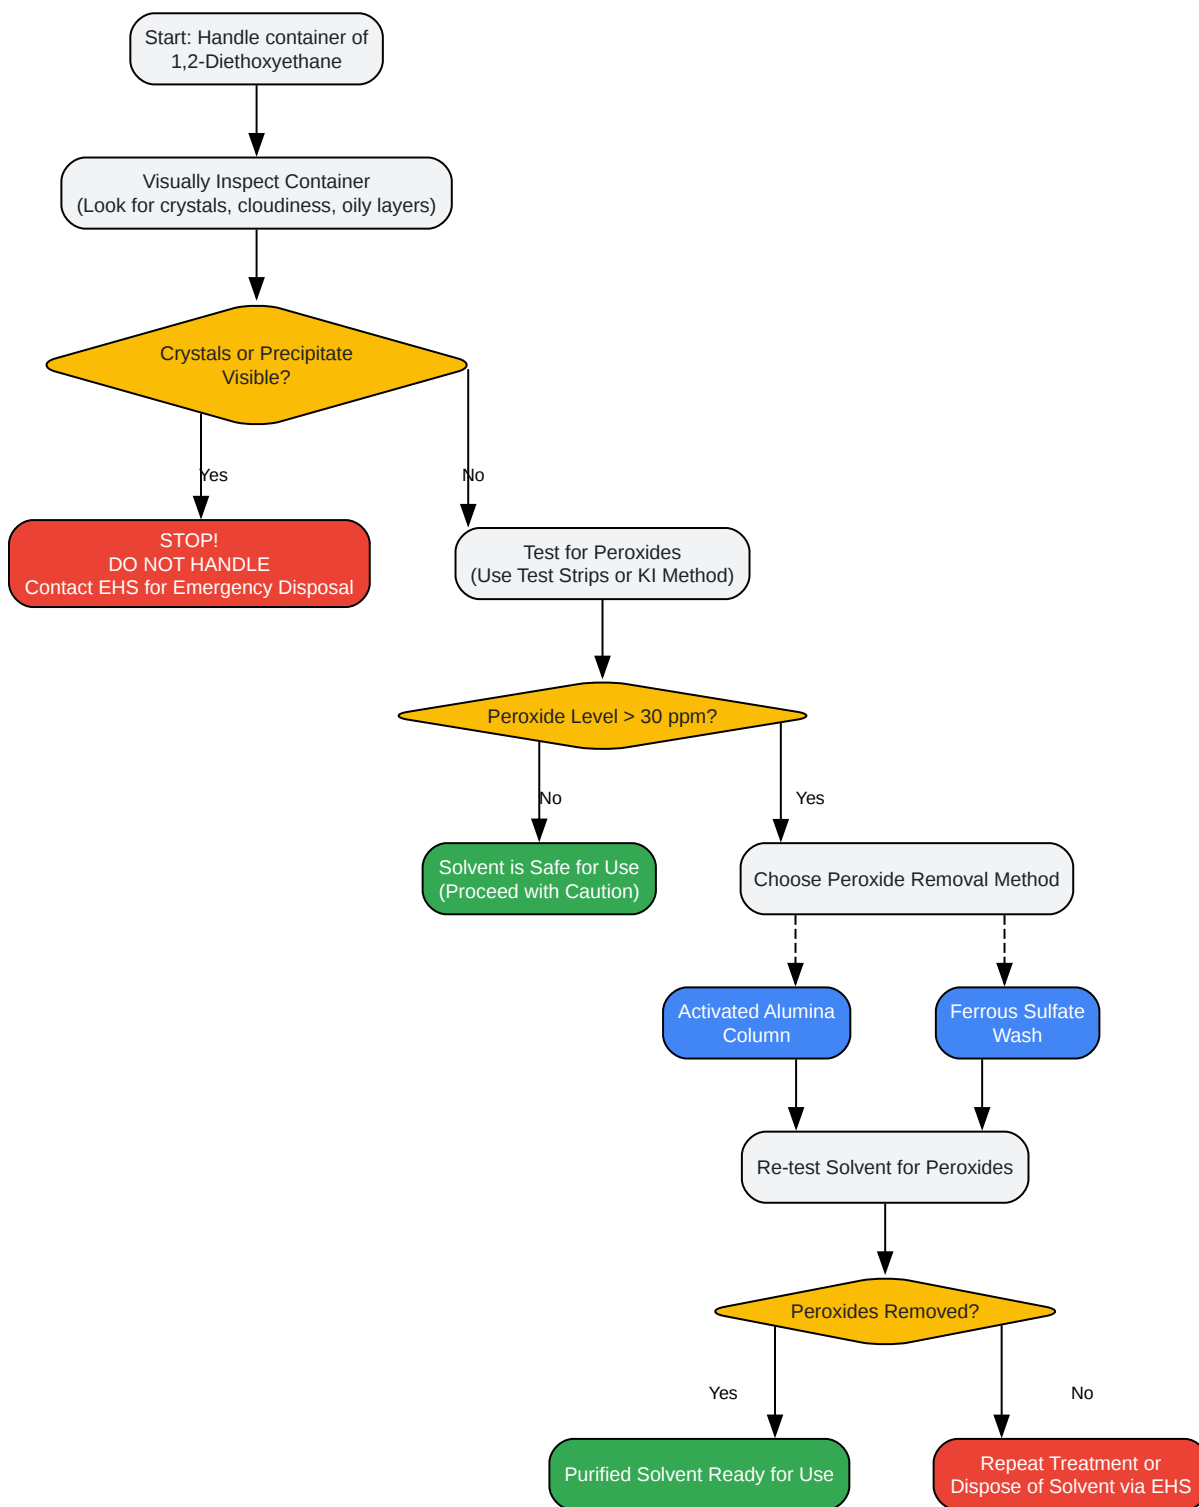 Start: Handle container of
1,2-Diethoxyethane
Visually Inspect Container
(Look for crystals, cloudiness, oily layers)
Crystals or Precipitate
Visible?
Yes
No
STOP!
DO NOT HANDLE
Contact EHS for Emergency Disposal
Test for Peroxides
(Use Test Strips or KI Method)
Peroxide Level > 30 ppm?
No
Yes
Solvent is Safe for Use
(Proceed with Caution)
Choose Peroxide Removal Method
Activated Alumina
Column
Ferrous Sulfate
Wash
Re-test Solvent for Peroxides
Peroxides Removed?
Yes
No
Purified Solvent Ready for Use
Repeat Treatment or
Dispose of Solvent via EHS